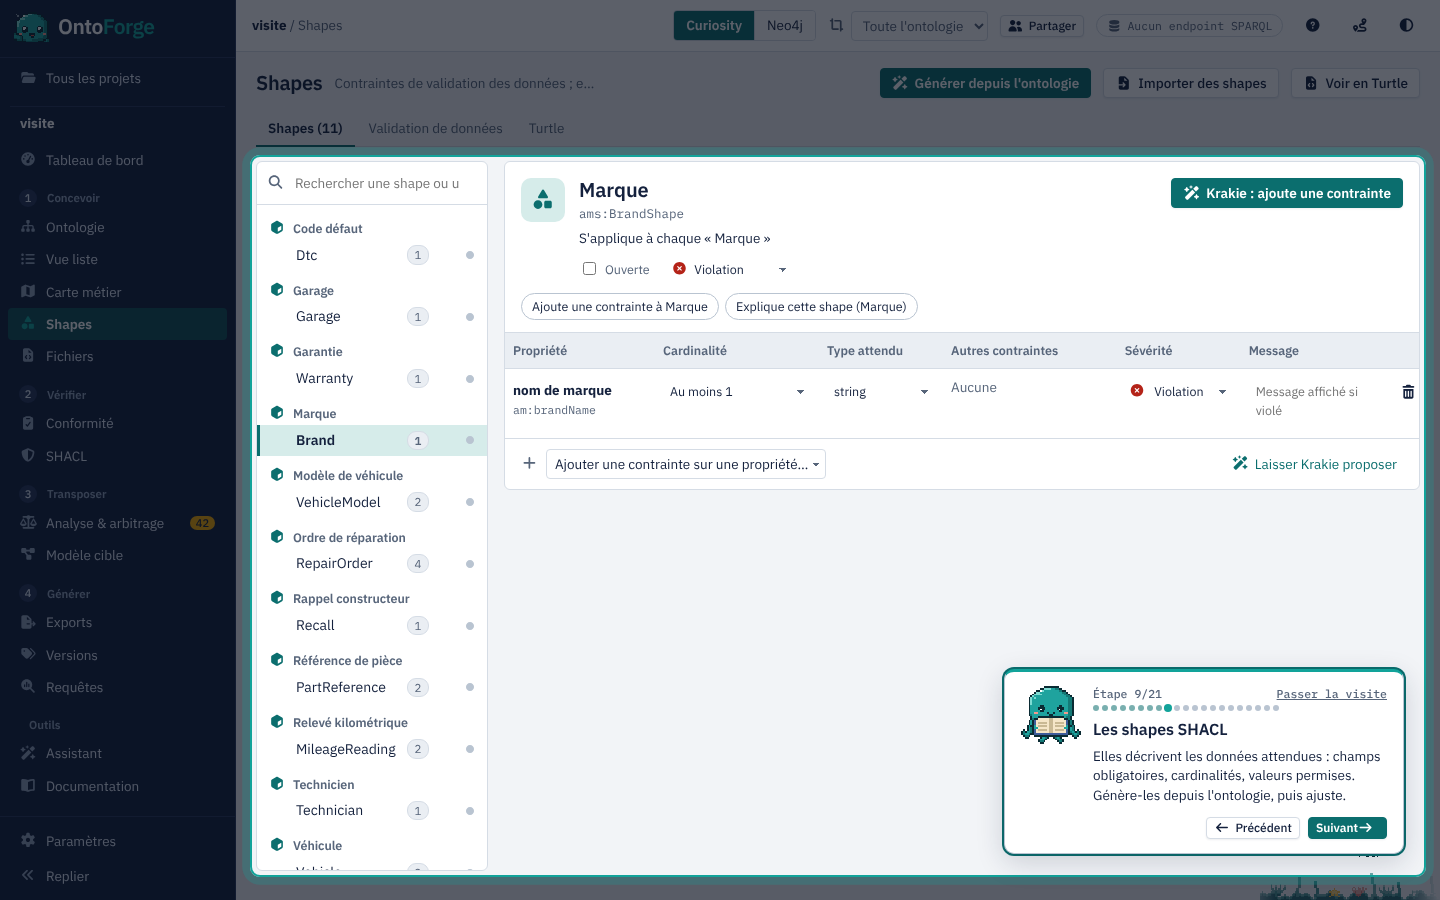 OntoForge
Tous les projets
visite
Tableau de bord
1 Concevoir
Ontologie
Vue liste
Carte métier
Shapes
Fichiers
2 Vérifier
Conformité
SHACL
3 Transposer
Analyse & arbitrage 42
Modèle cible
4 Générer
Exports
Versions
Requêtes
Outils
Assistant
Documentation
Paramètres
Replier
visite / Shapes
Curiosity Neo4j
Toute l'ontologie
Partager
Aucun endpoint SPARQL
Shapes
Contraintes de validation des données ; e...
Générer depuis l'ontologie
Importer des shapes
Voir en Turtle
Shapes (11)
Validation de données
Turtle
Rechercher une shape ou u
Code défaut
Dtc 1
Garage
Garage 1
Garantie
Warranty 1
Marque
Brand 1
Modèle de véhicule
VehicleModel 2
Ordre de réparation
RepairOrder 4
Rappel constructeur
Recall 1
Référence de pièce
PartReference 2
Relevé kilométrique
MileageReading 2
Technicien
Technician 1
Véhicule
Marque
ams:BrandShape
S'applique à chaque « Marque »
Ouverte
Violation
Krakie : ajoute une contrainte
Ajoute une contrainte à Marque
Explique cette shape (Marque)
Propriété Cardinalité Type attendu Autres contraintes Sévérité Message
nom de marque
am:brandName
Au moins 1
string
Aucune
Violation
Message affiché si
violé
Ajouter une contrainte sur une propriété...
Laisser Krakie proposer
Étape 9/21
Passer la visite
Les shapes SHACL
Elles décrivent les données attendues : champs
obligatoires, cardinalités, valeurs permises.
Génère-les depuis l'ontologie, puis ajuste.
← Précédent
Suivant→